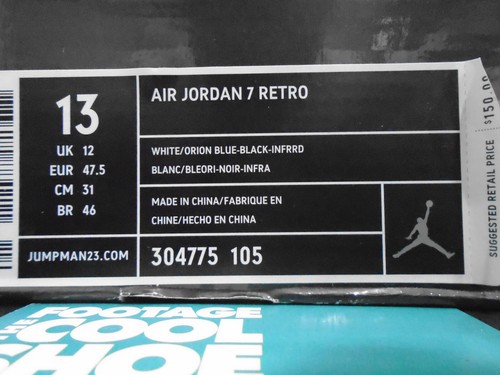 13
UK 12
EUR 47.5
CM 31
BR 46
JUMPMAN23.COM
AIR JORDAN 7 RETRO
WHITE/ORION BLUE-BLACK-INFRRD
BLANC/BLEORI-NOIR-INFRA
MADE IN CHINA/FABRIQUE EN
CHINE/HECHO EN CHINA
304775 105
SUGGESTED RETAIL PRICE
$150.00
FOOTAGE
COOL
SHOE